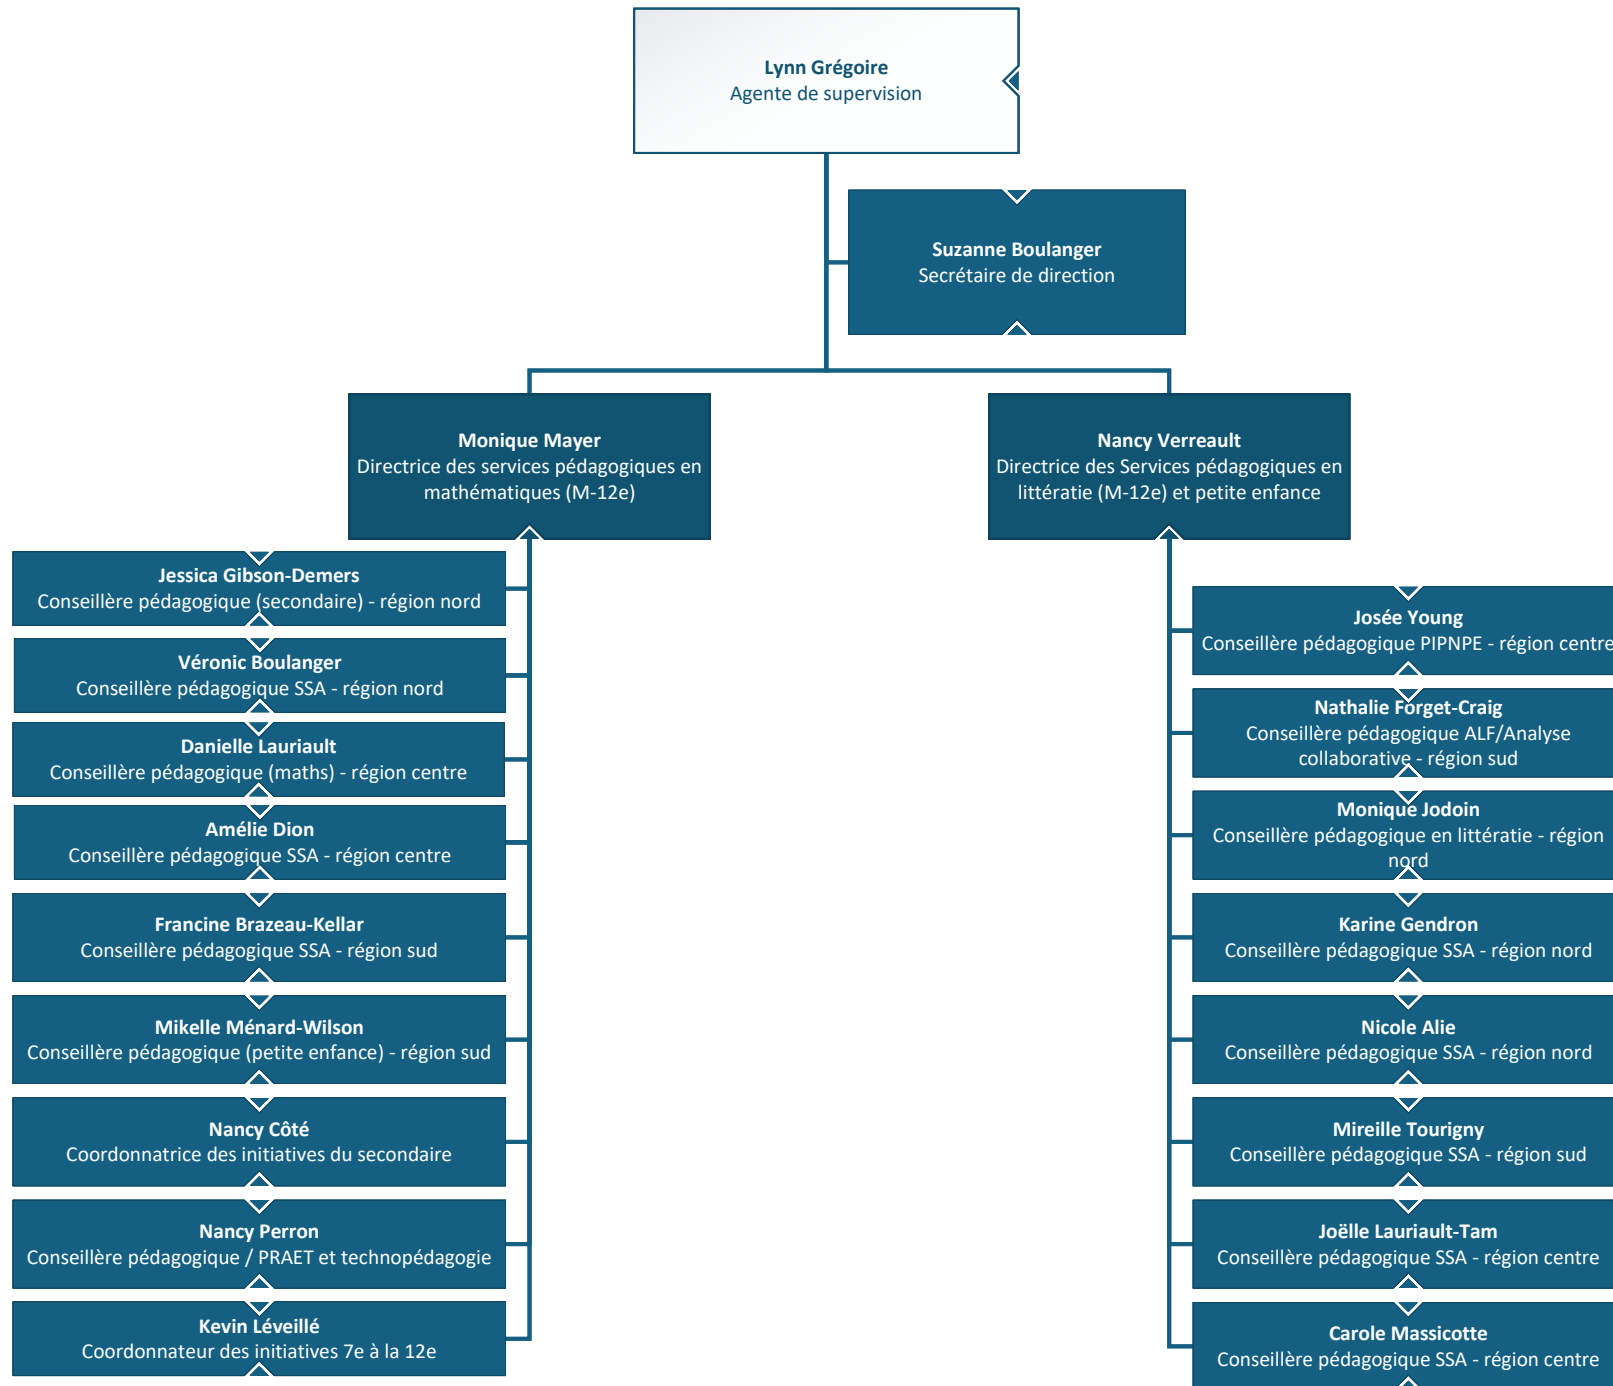 Lynn Grégoire
Agente de supervision
Suzanne Boulanger
Secrétaire de direction
Monique Mayer
Directrice des services pédagogiques en
mathématiques (M-12e)
Nancy Verreault
Directrice des Services pédagogiques en
littératie (M-12e) et petite enfance
Jessica Gibson-Demers
Conseillère pédagogique (secondaire) - région nord
Véronic Boulanger
Conseillère pédagogique SSA - région nord
Danielle Lauriault
Conseillère pédagogique (maths) - région centre
Amélie Dion
Conseillère pédagogique SSA - région centre
Francine Brazeau-Kellar
Conseillère pédagogique SSA - région sud
Mikelle Ménard-Wilson
Conseillère pédagogique (petite enfance) - région sud
Nancy Côté
Coordonnatrice des initiatives du secondaire
Nancy Perron
Conseillère pédagogique / PRAET et technopédagogie
Kevin Léveillé
Coordonnateur des initiatives 7e à la 12e
Josée Young
Conseillère pédagogique PIPNPE - région centre
Nathalie Forget-Craig
Conseillère pédagogique ALF/Analyse
collaborative - région sud
Monique Jodoin
Conseillère pédagogique en littératie - région
nord
Karine Gendron
Conseillère pédagogique SSA - région nord
Nicole Alie
Conseillère pédagogique SSA - région nord
Mireille Tourigny
Conseillère pédagogique SSA - région sud
Joëlle Lauriault-Tam
Conseillère pédagogique SSA - région centre
Carole Massicotte
Conseillère pédagogique SSA - région centre